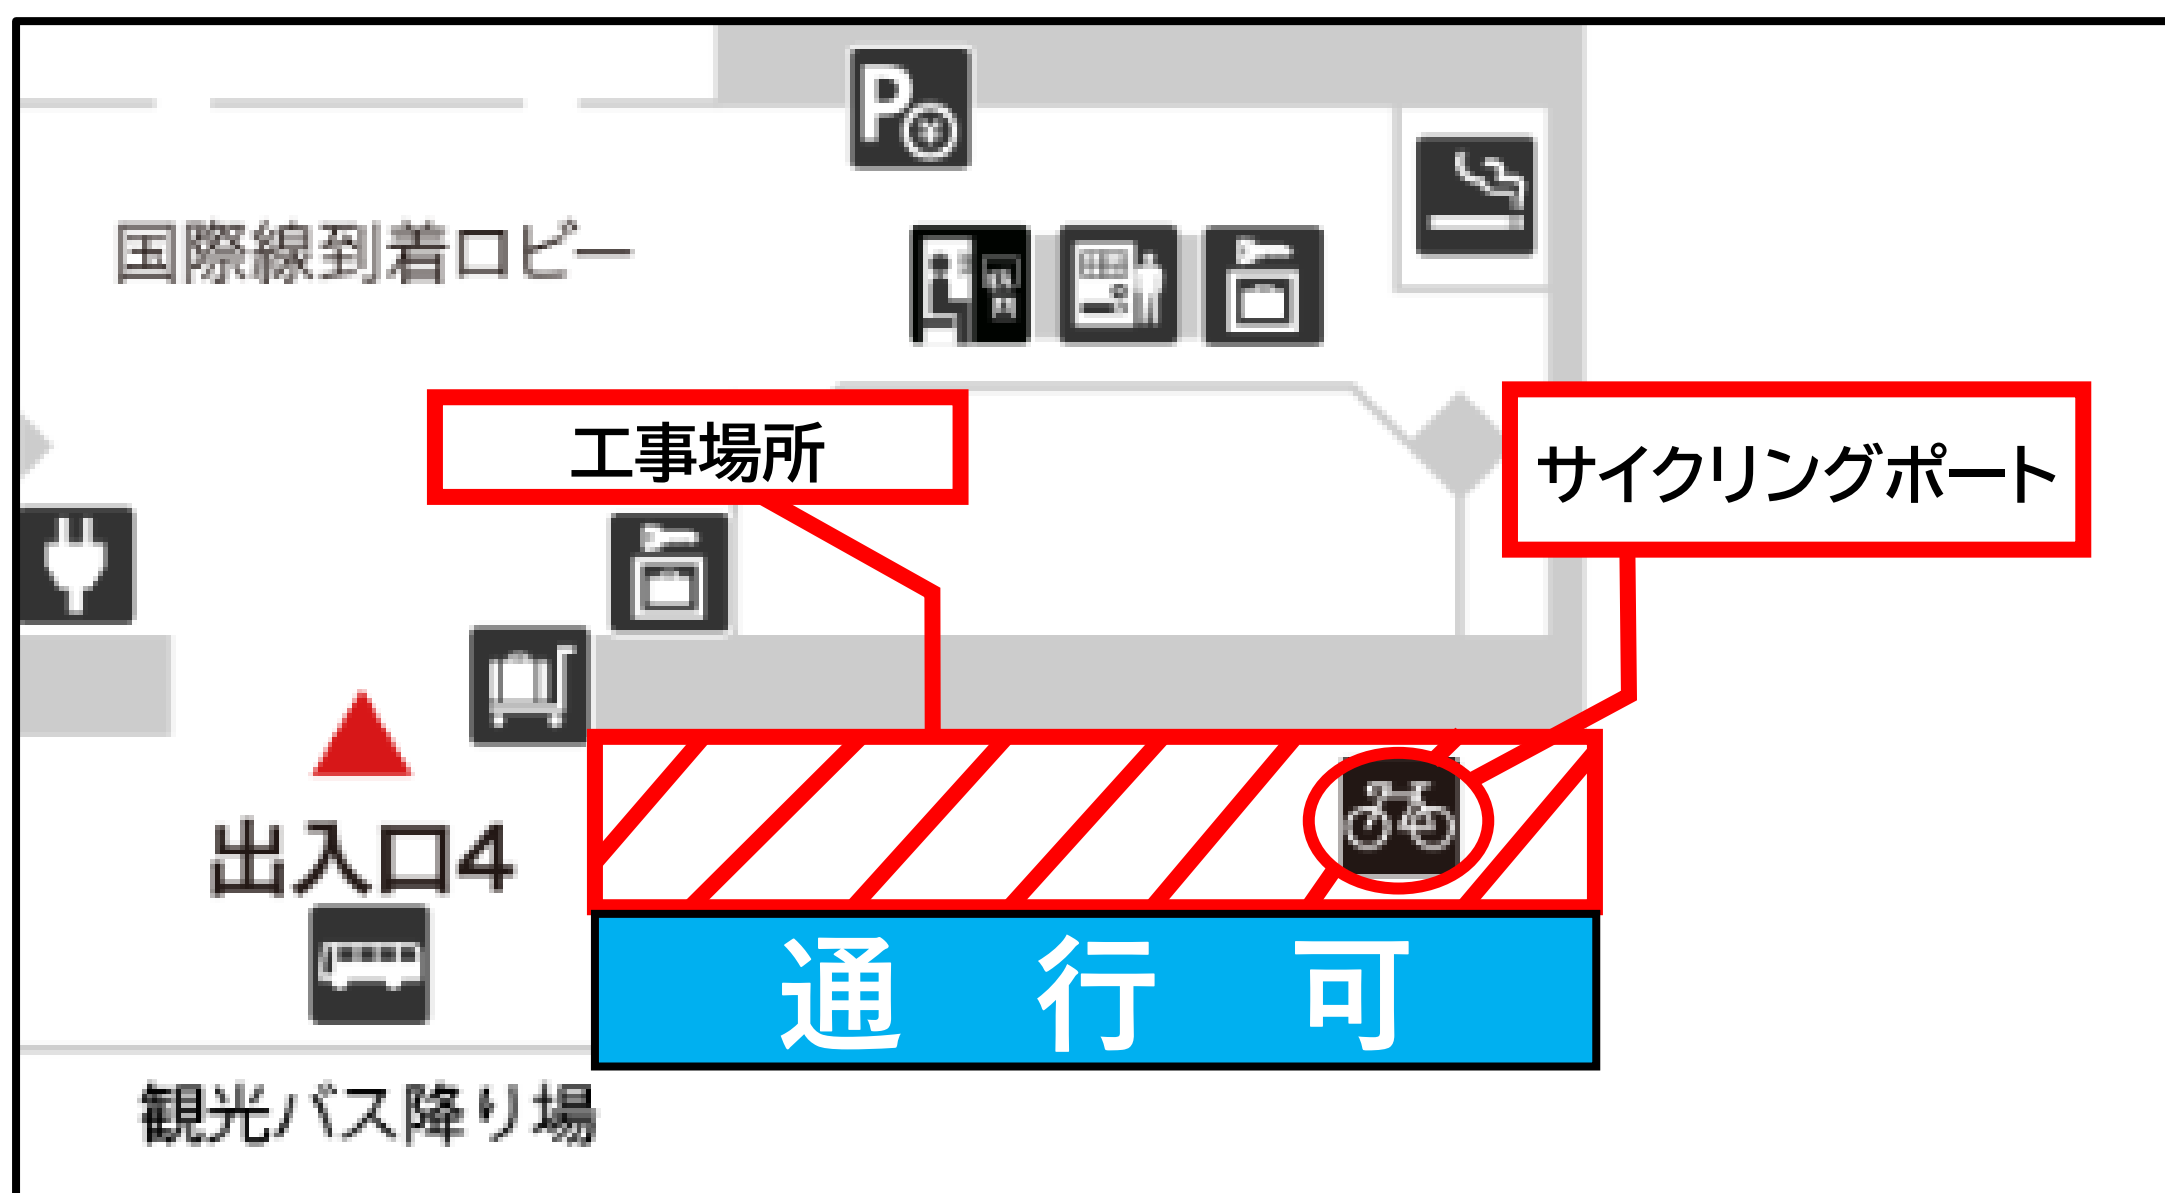 P
国際線到着ロビー
工事場所
サイクリングポート
出入口4
通 行 可
観光バス降り場